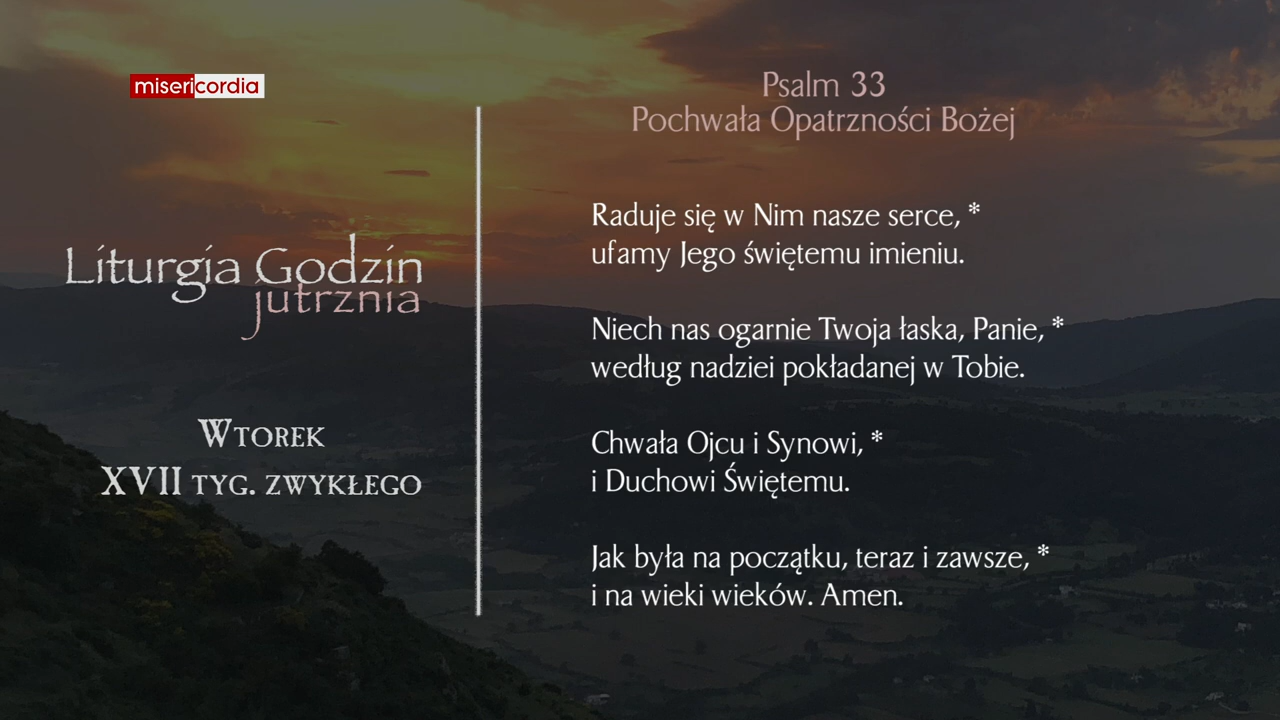 misericordia
Liturgia Godzin
jutrznia
Wtorek
XVII tyg. zwykłego
Psalm 33
Pochwała Opatrzności Bożej
Raduje się w Nim nasze serce, *
ufamy Jego świętemu imieniu.
Niech nas ogarnie Twoja łaska, Panie, *
według nadziei pokładanej w Tobie.
Chwała Ojcu i Synowi, *
i Duchowi Świętemu.
Jak była na początku, teraz i zawsze, *
i na wieki wieków. Amen.